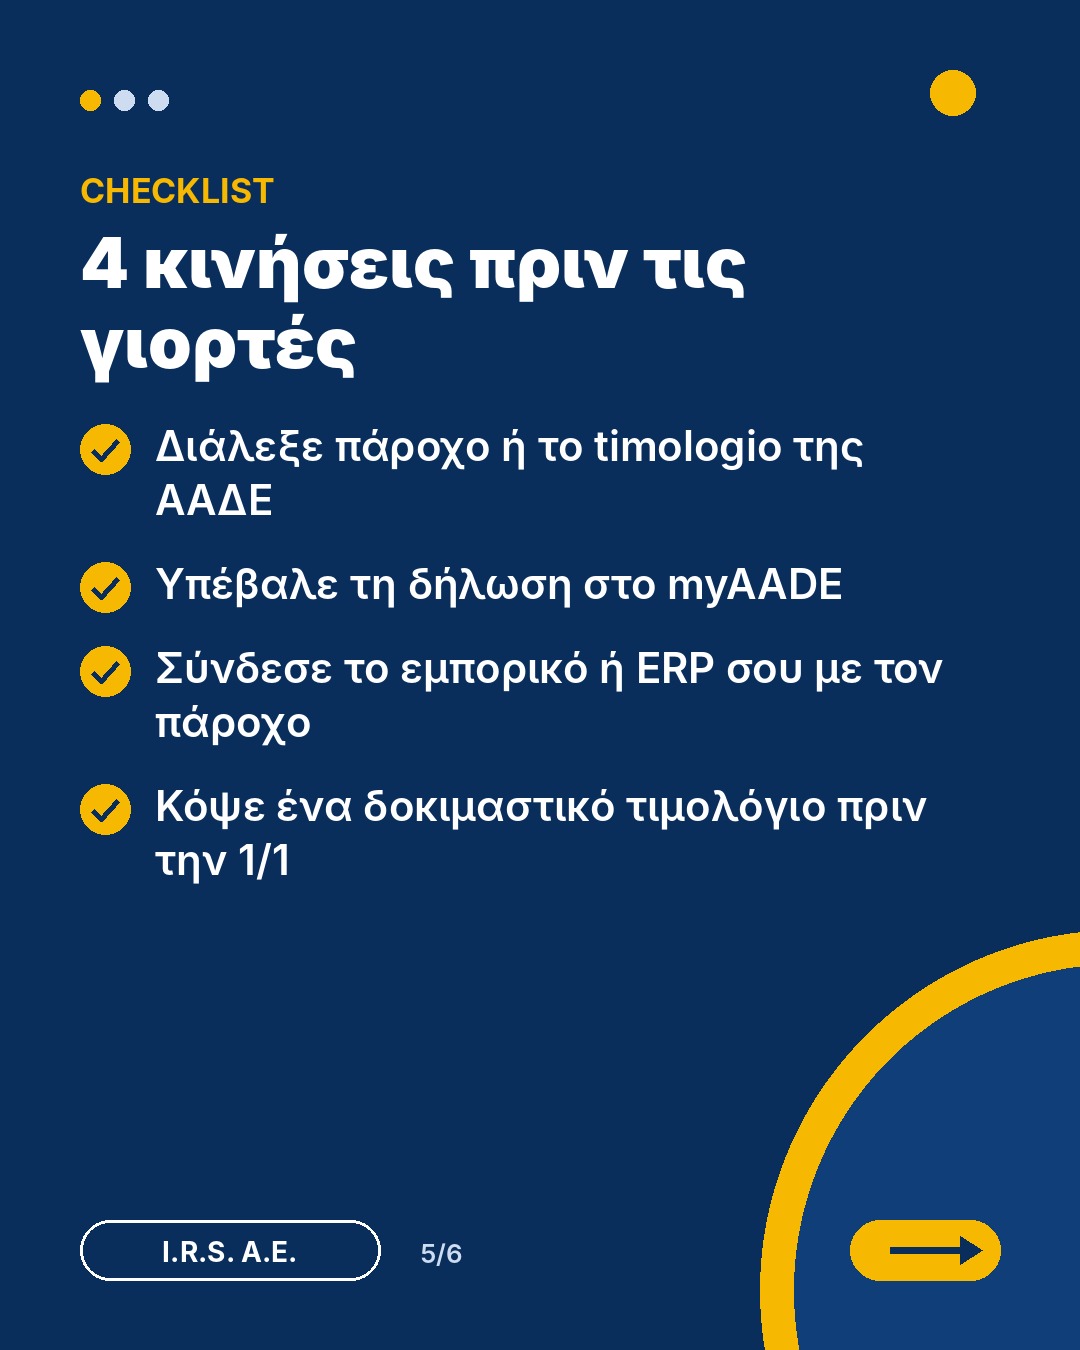 CHECKLIST
4 κινήσεις πριν τις
γιορτές
Διάλεξε πάροχο ή το timologio της
ΑΑΔΕ
Υπέβαλε τη δήλωση στο myAADE
Σύνδεσε το εμπορικό ή ERP σου με τον
πάροχο
Κόψε ένα δοκιμαστικό τιμολόγιο πριν
την 1/1
I.R.S. A.E.
5/6